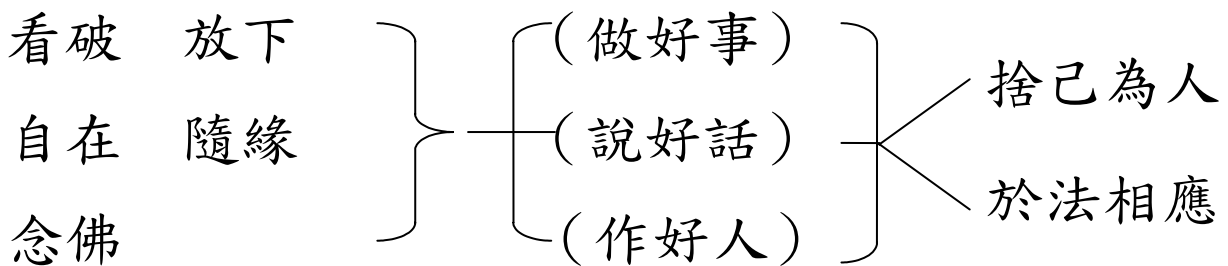 看破　放下
自在　隨緣
念佛
（做好事）
（說好話）
（作好人）
捨己為人
於法相應